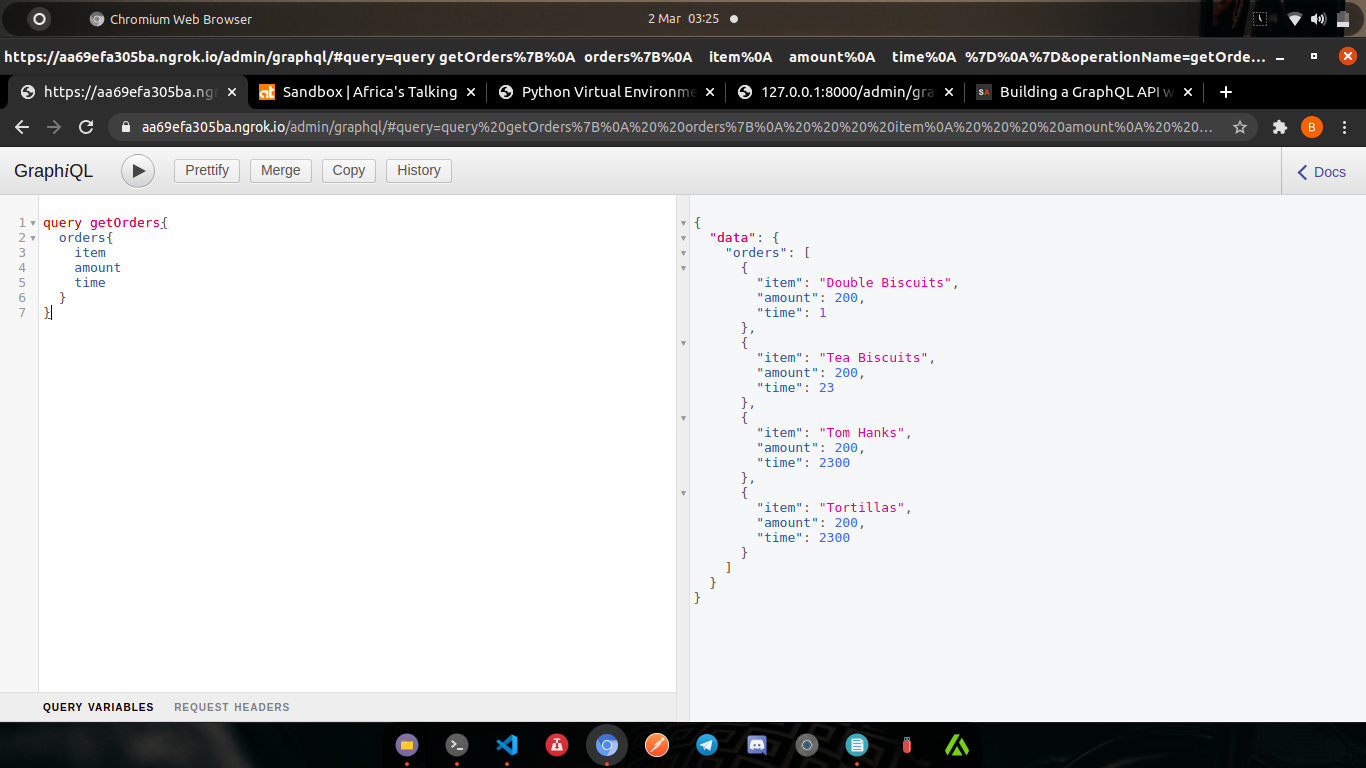 Chromium Web Browser
2 Mar 03:25
https://aa69efa305ba.ngrok.io/admin/graphql/#query=query getOrders%7B%0A  orders%7B%0A    item%0A    amount%0A    time%0A  %7D%0A%7D&operationName=getOrde...
https://aa69efa305ba.ngr
Sandbox | Africa's Talking
Python Virtual Environme
127.0.0.1:8000/admin/gra
SA
Building a GraphQL API w
aa69efa305ba.ngrok.io/admin/graphql/#query=query%20getOrders%7B%0A%20%20orders%7B%0A%20%20%20%20item%0A%20%20%20%20amount%0A%20%20...
B
GraphiQL
Prettify
Merge
Copy
History
Docs
1 query getOrders{
2   orders{
3     item
4     amount
5     time
6   }
7 }
{
  "data": {
    "orders": [
      {
        "item": "Double Biscuits",
        "amount": 200,
        "time": 1
      },
      {
        "item": "Tea Biscuits",
        "amount": 200,
        "time": 23
      },
      {
        "item": "Tom Hanks",
        "amount": 200,
        "time": 2300
      },
      {
        "item": "Tortillas",
        "amount": 200,
        "time": 2300
      }
    ]
  }
}
QUERY VARIABLES
REQUEST HEADERS